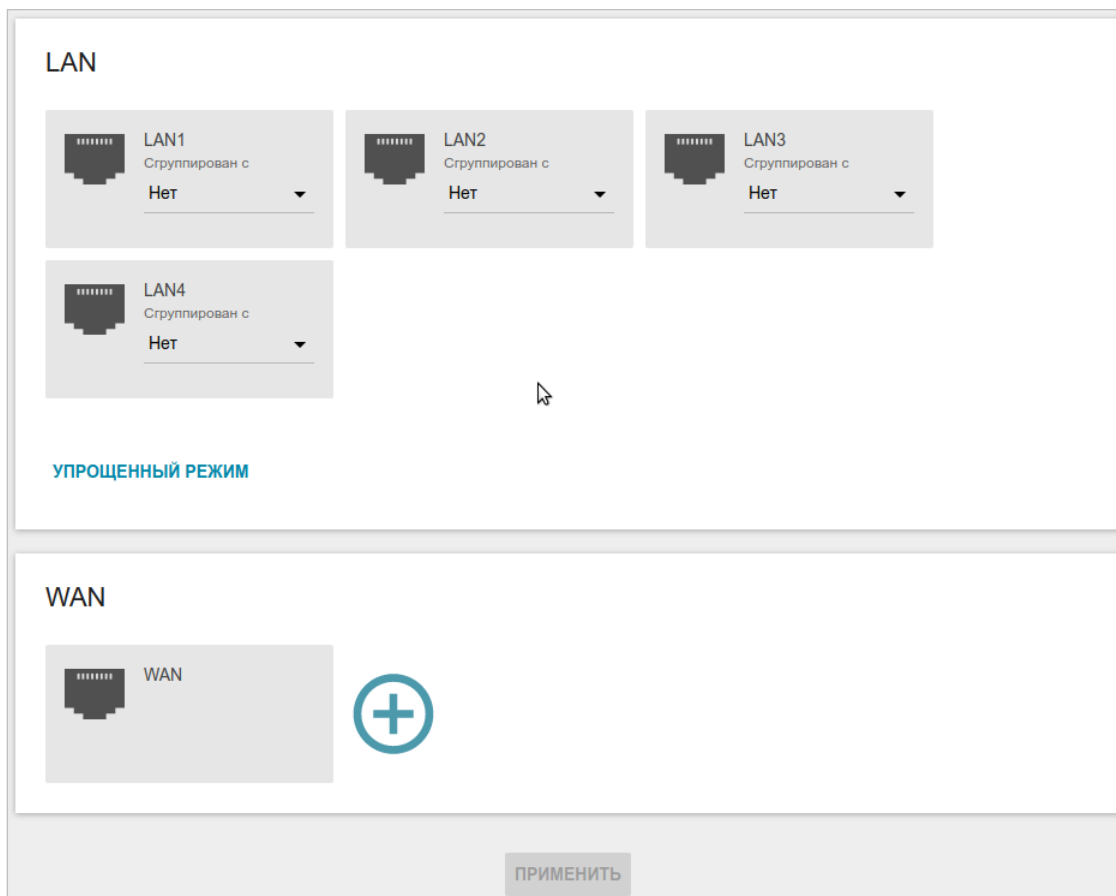 LAN
LAN1
Сгруппирован с
Нет
LAN2
Сгруппирован с
Нет
LAN3
Сгруппирован с
Нет
LAN4
Сгруппирован с
Нет
УПРОЩЕННЫЙ РЕЖИМ
WAN
WAN
ПРИМЕНИТЬ